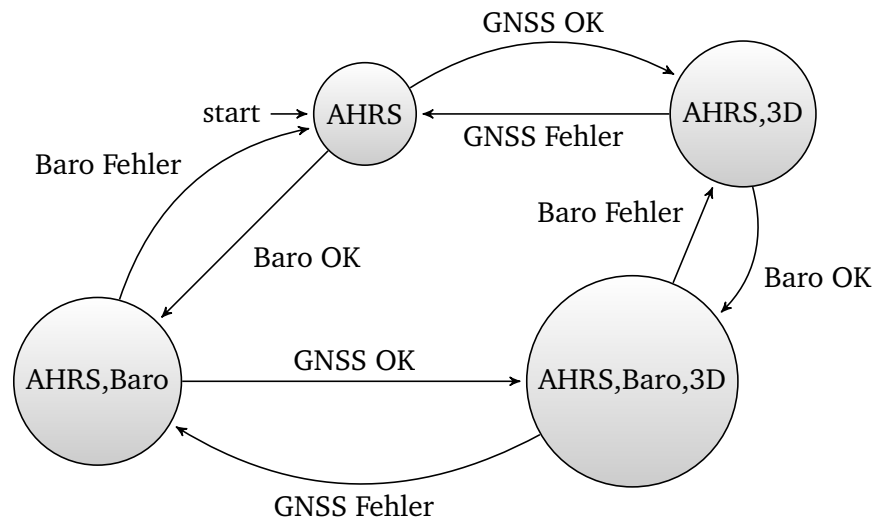 GNSS OK
start
AHRS
AHRS,3D
GNSS Fehler
Baro Fehler
Baro Fehler
Baro OK
Baro OK
GNSS OK
AHRS,Baro
AHRS,Baro,3D
GNSS Fehler